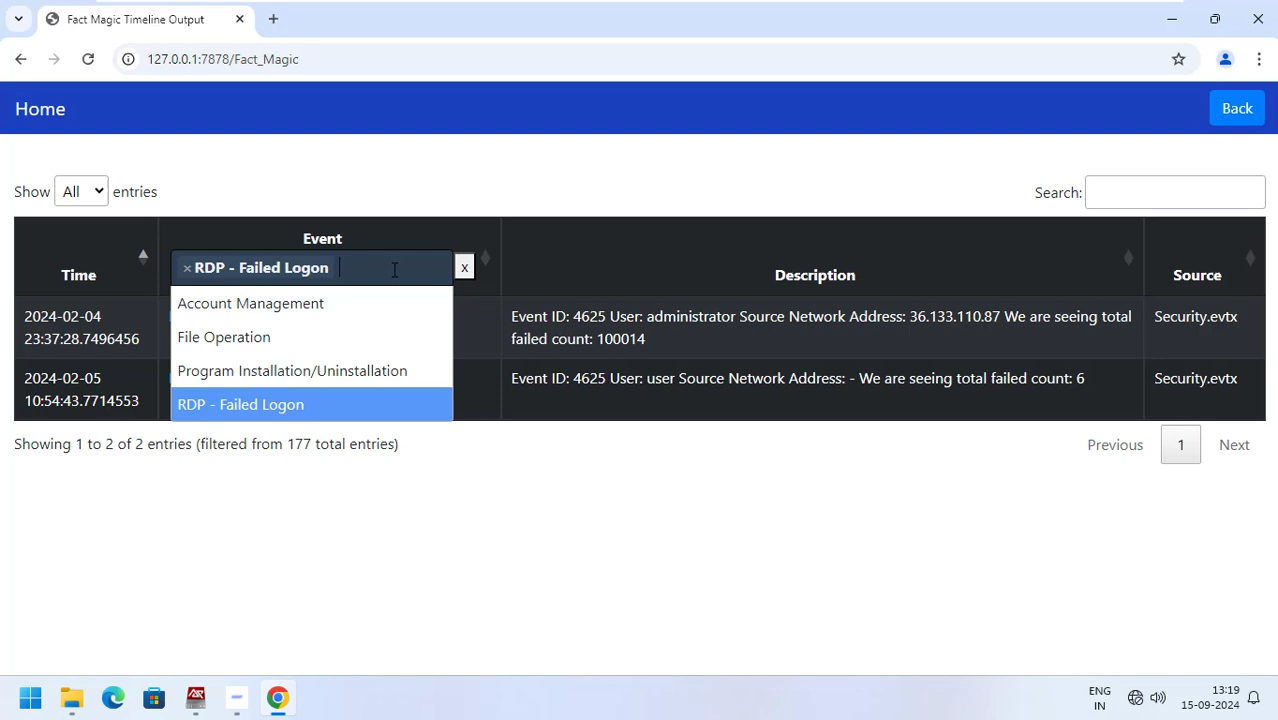 Fact Magic Timeline Output
127.0.0.1:7878/Fact_Magic
Home
Back
Show All entries
Search:
Time
Event
× RDP - Failed Logon
x
Description
Source
Account Management
File Operation
Program Installation/Uninstallation
RDP - Failed Logon
2024-02-04
23:37:28.7496456
Event ID: 4625 User: administrator Source Network Address: 36.133.110.87 We are seeing total
failed count: 100014
Security.evtx
2024-02-05
10:54:43.7714553
Event ID: 4625 User: user Source Network Address: - We are seeing total failed count: 6
Security.evtx
Showing 1 to 2 of 2 entries (filtered from 177 total entries)
Previous 1 Next
ENG
IN
13:19
15-09-2024